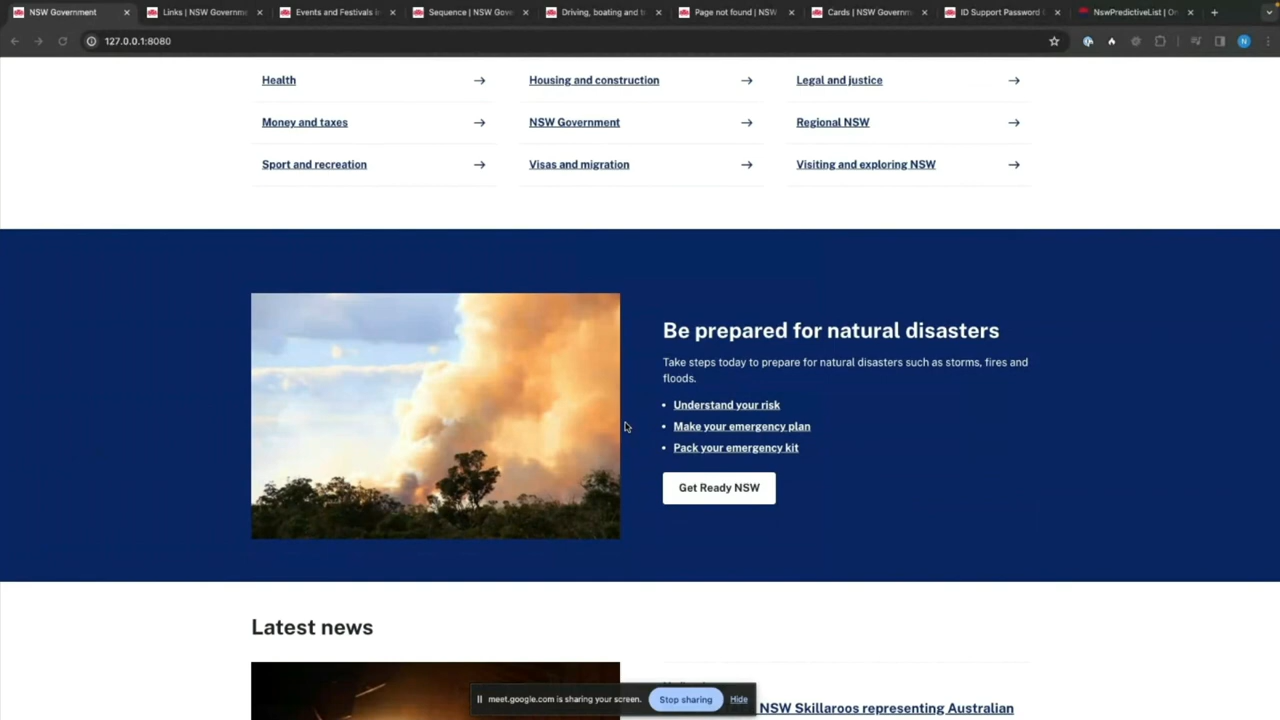 NSW Government
Links | NSW Governme
Events and Festivals i
Sequence | NSW Gove
Driving, boating and t
Page not found | NSW
Cards | NSW Governm
ID Support Password
NswPredictiveList | O
127.0.0.1:8080
N
Health
Housing and construction
Legal and justice
Money and taxes
NSW Government
Regional NSW
Sport and recreation
Visas and migration
Visiting and exploring NSW
Be prepared for natural disasters
Take steps today to prepare for natural disasters such as storms, fires and
floods.
• Understand your risk
• Make your emergency plan
• Pack your emergency kit
Get Ready NSW
Latest news
meet.google.com is sharing your screen.
Stop sharing
Hide
NSW Skillaroos representing Australian